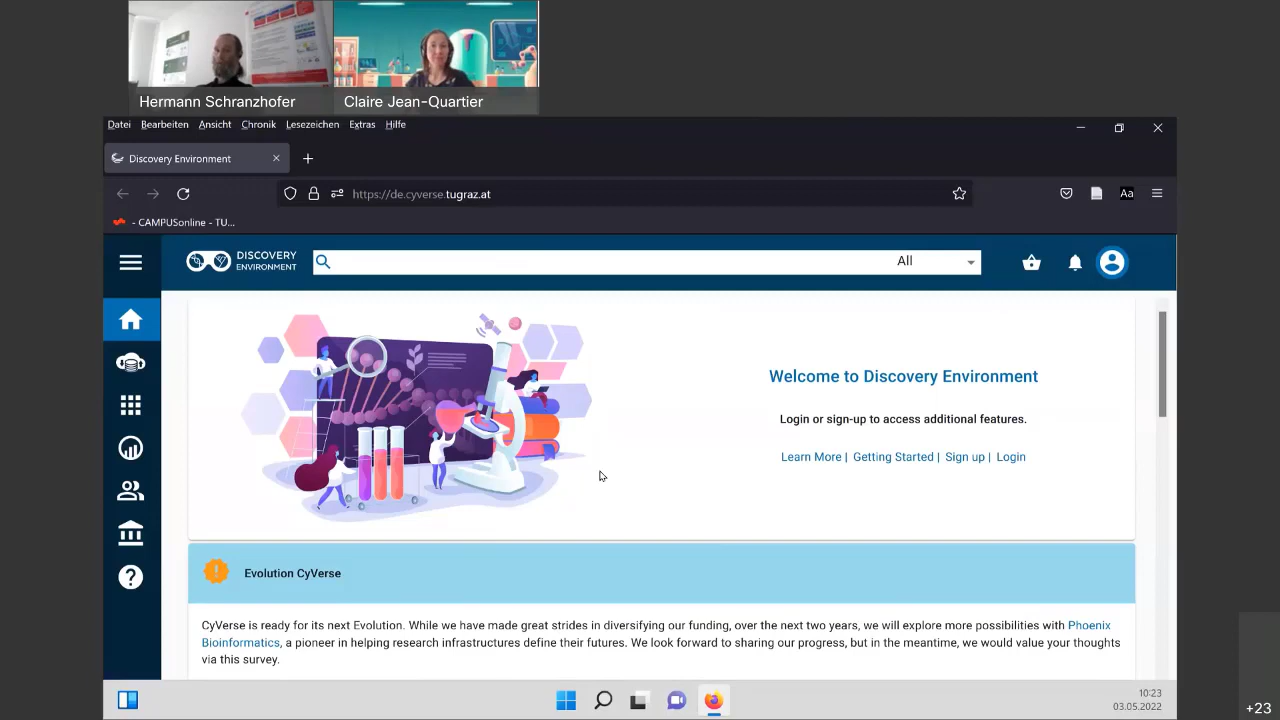 Hermann Schranzhofer
Claire Jean-Quartier
Datei Bearbeiten Ansicht Chronik Lesezeichen Extras Hilfe
Discovery Environment
https://de.cyverse.tugraz.at
Aa
- CAMPUSonline - TU...
DISCOVERY
ENVIRONMENT
All
Welcome to Discovery Environment
Login or sign-up to access additional features.
Learn More | Getting Started | Sign up | Login
Evolution CyVerse
CyVerse is ready for its next Evolution. While we have made great strides in diversifying our funding, over the next two years, we will explore more possibilities with Phoenix
Bioinformatics, a pioneer in helping research infrastructures define their futures. We look forward to sharing our progress, but in the meantime, we would value your thoughts
via this survey.
10:23
03.05.2022
+23